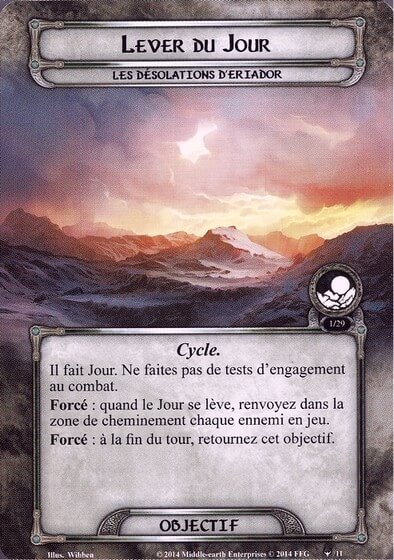 LEVER DU JOUR
LES DÉSOLATIONS D'ERIADOR
1/29
Cycle.
Il fait Jour. Ne faites pas de tests d'engagement
au combat.
Forcé : quand le Jour se lève, renvoyez dans la
zone de cheminement chaque ennemi en jeu.
Forcé : à la fin du tour, retournez cet objectif.
Illus. Wibben
© 2014 Middle-earth Enterprises © 2014 FFG
11
OBJECTIF